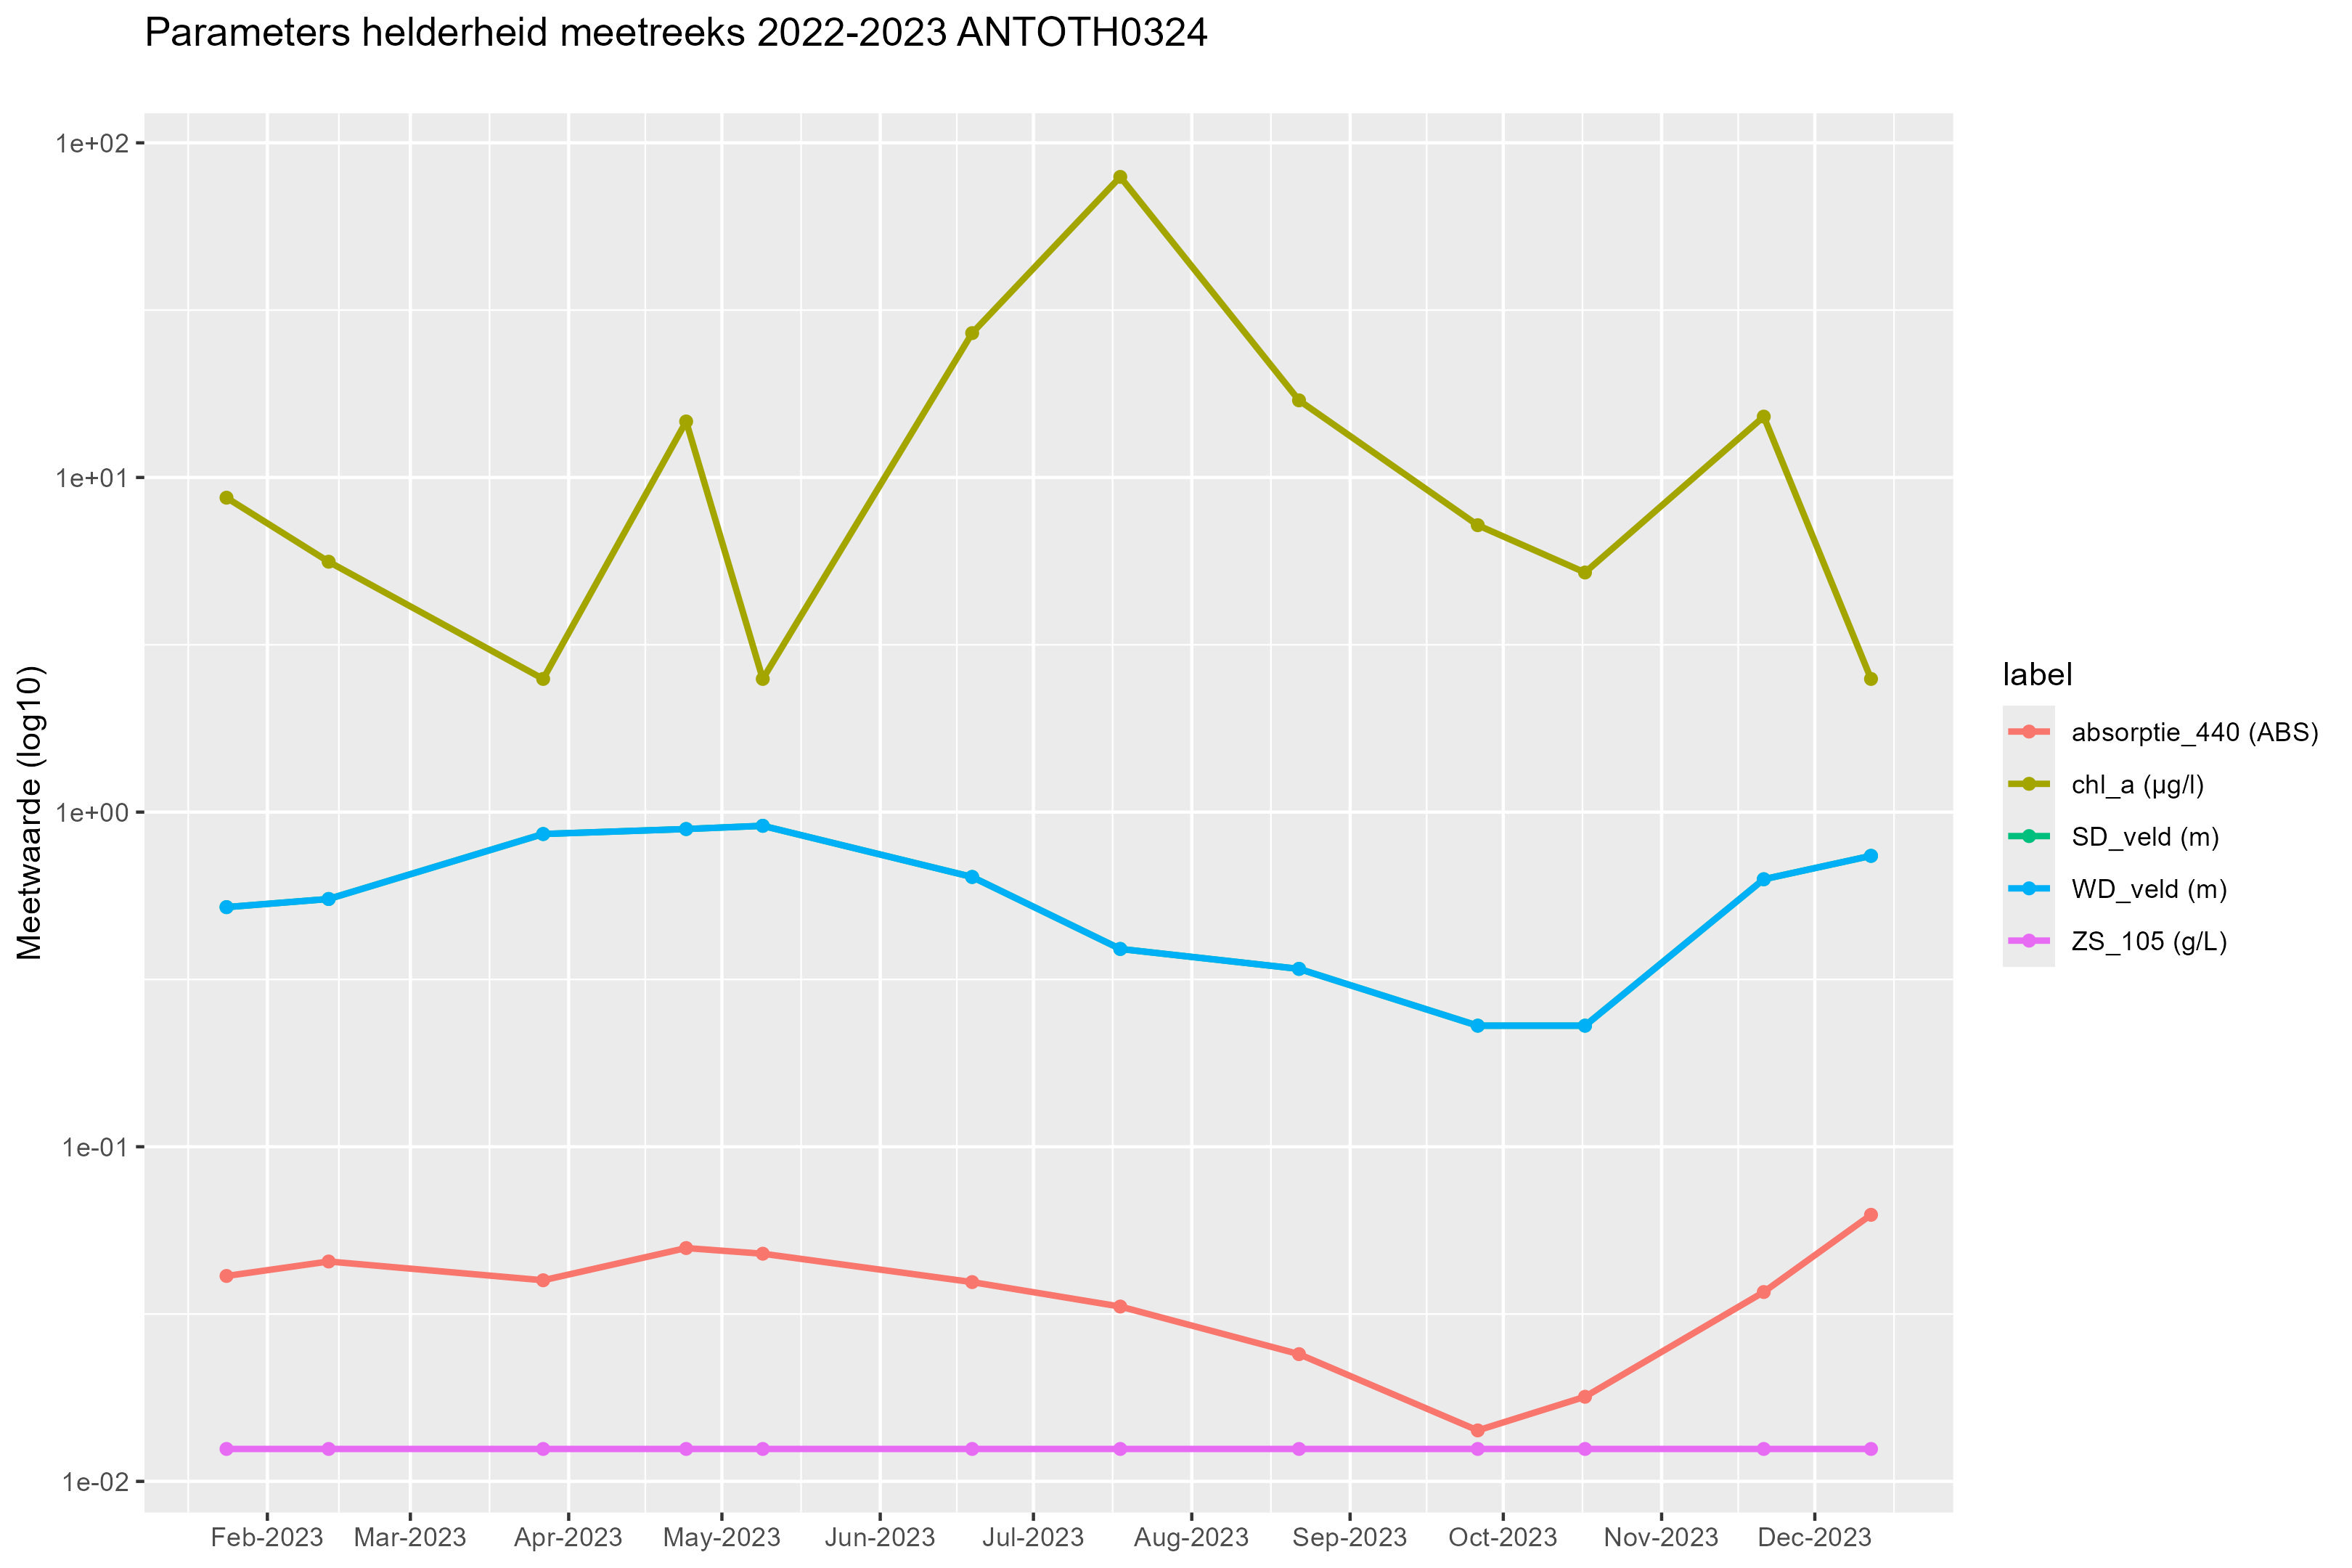 Parameters helderheid meetreeks 2022-2023 ANTOTH0324
Meetwaarde (log10)
1e+02
1e+01
1e+00
1e-01
1e-02
Feb-2023 Mar-2023 Apr-2023 May-2023 Jun-2023 Jul-2023 Aug-2023 Sep-2023 Oct-2023 Nov-2023 Dec-2023
label
absorptie_440 (ABS)
chl_a (µg/l)
SD_veld (m)
WD_veld (m)
ZS_105 (g/L)